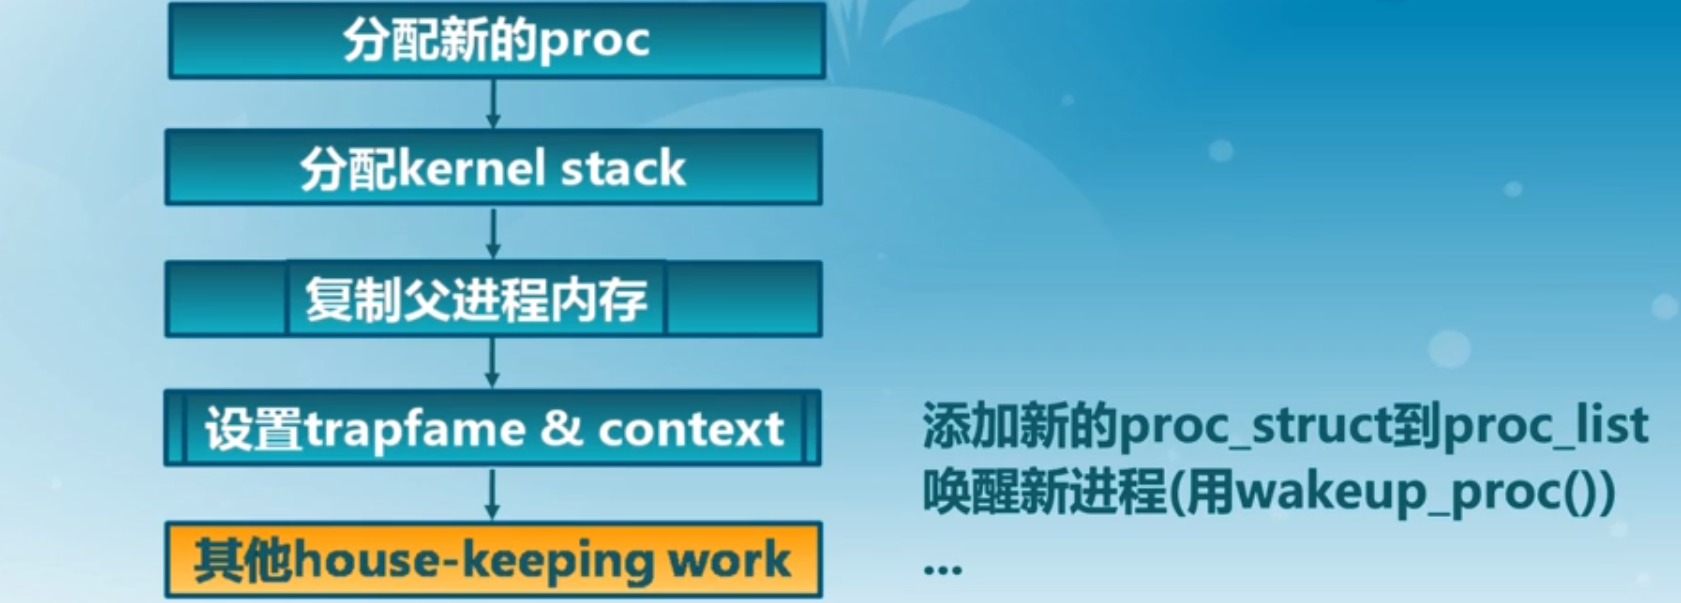 分配新的proc
分配kernel stack
复制父进程内存
设置trapfame & context
添加新的proc_struct到proc_list
唤醒新进程(用wakeup_proc())
其他house-keeping work
...